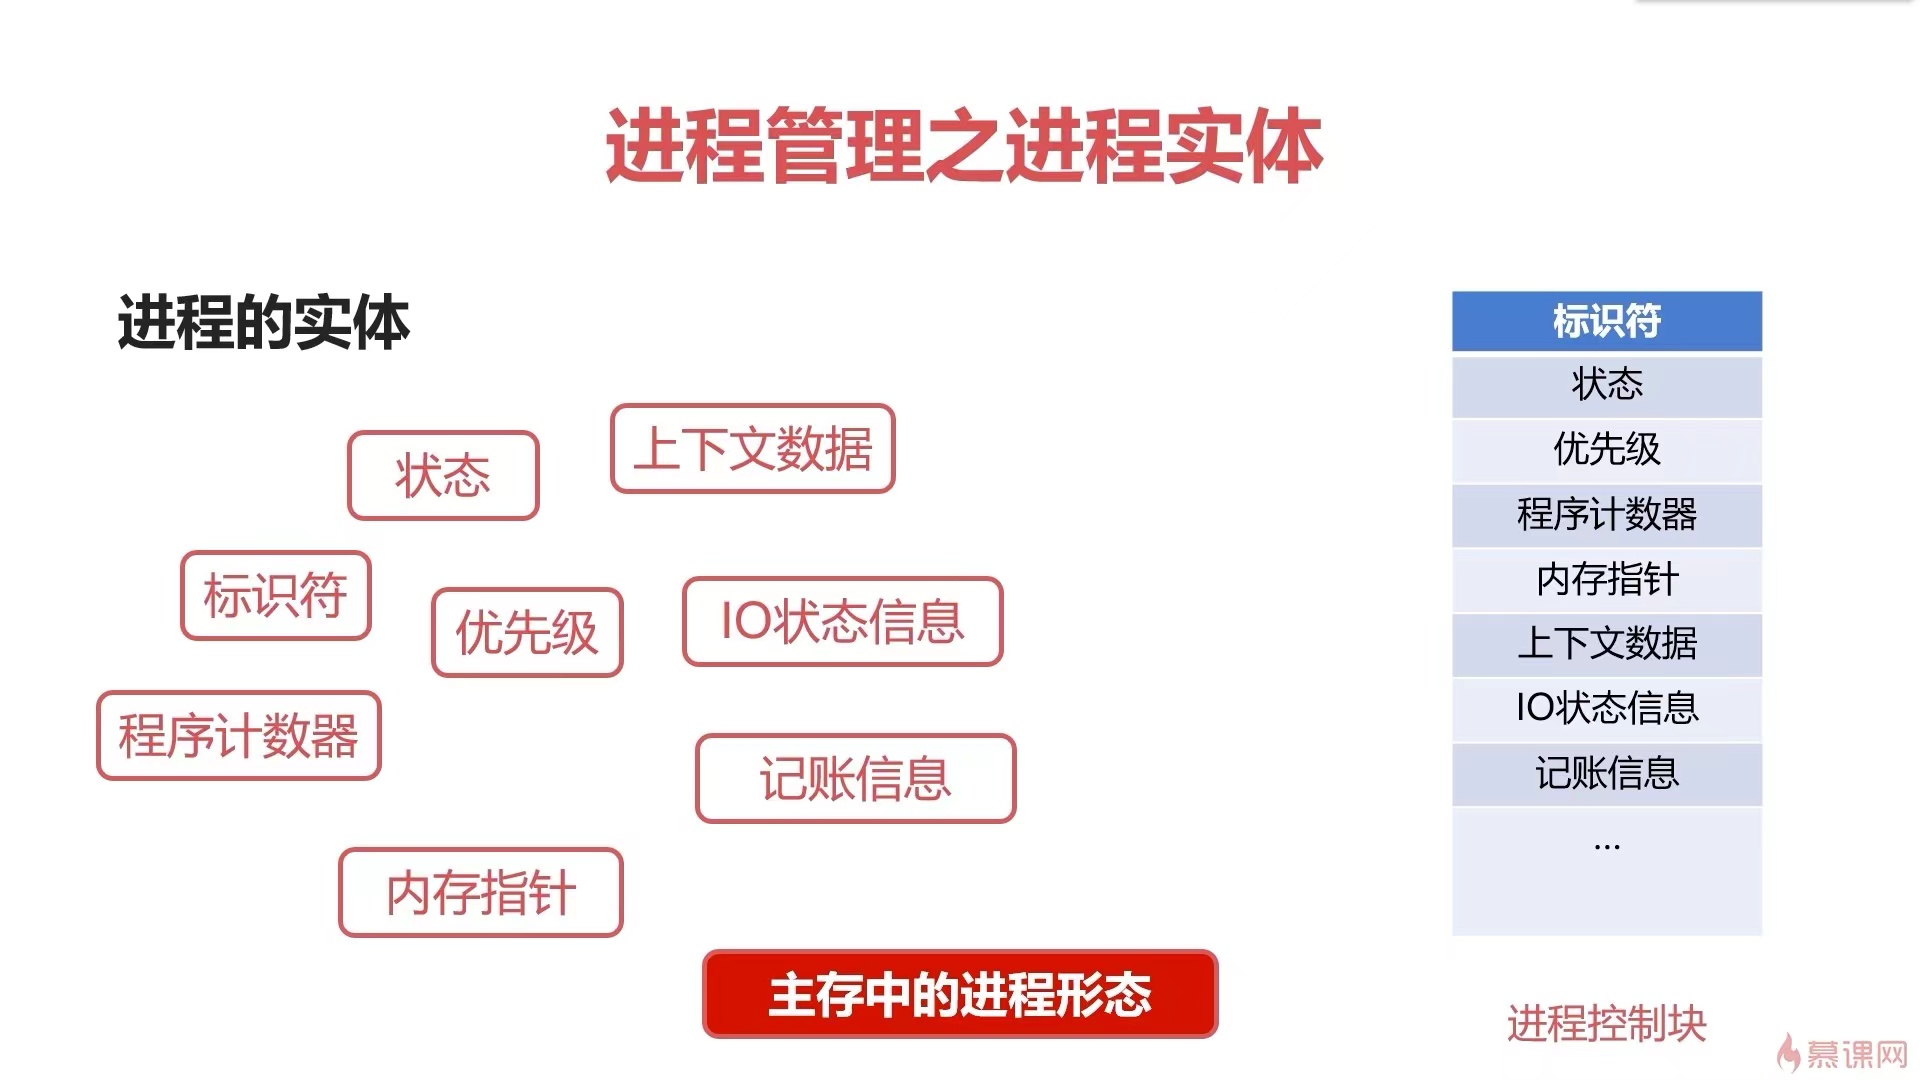 进程管理之进程实体
进程的实体
状态
上下文数据
标识符
优先级
IO状态信息
程序计数器
记账信息
内存指针
主存中的进程形态
标识符
状态
优先级
程序计数器
内存指针
上下文数据
IO状态信息
记账信息
...
进程控制块
慕课网